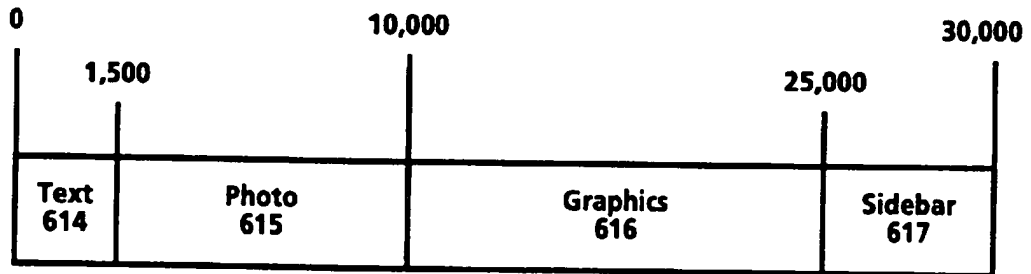 0
10,000
30,000
1,500
25,000
Text
614
Photo
615
Graphics
616
Sidebar
617